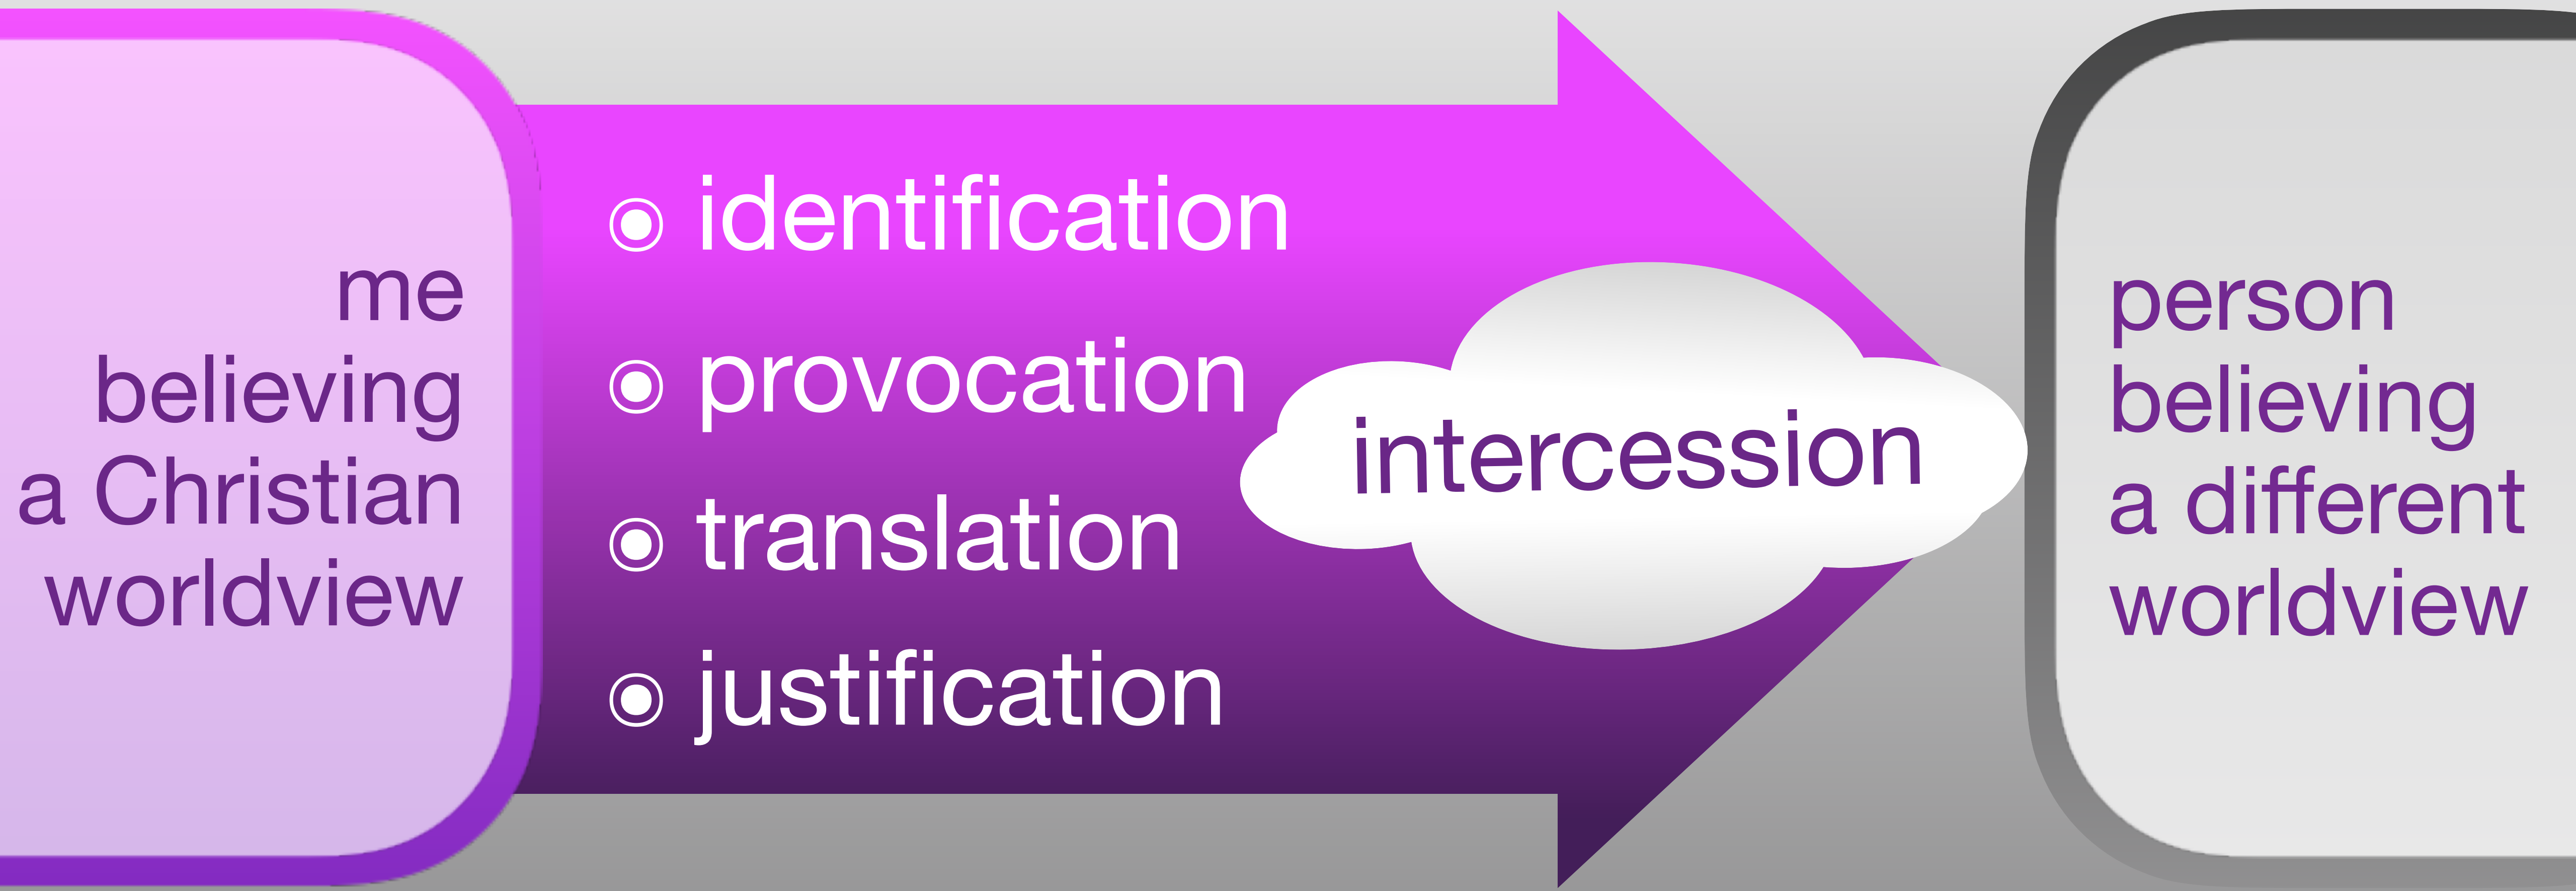 me
believing
a Christian
worldview
◉ identification
◉ provocation
◉ translation
◉ justification
intercession
person
believing
a different
worldview